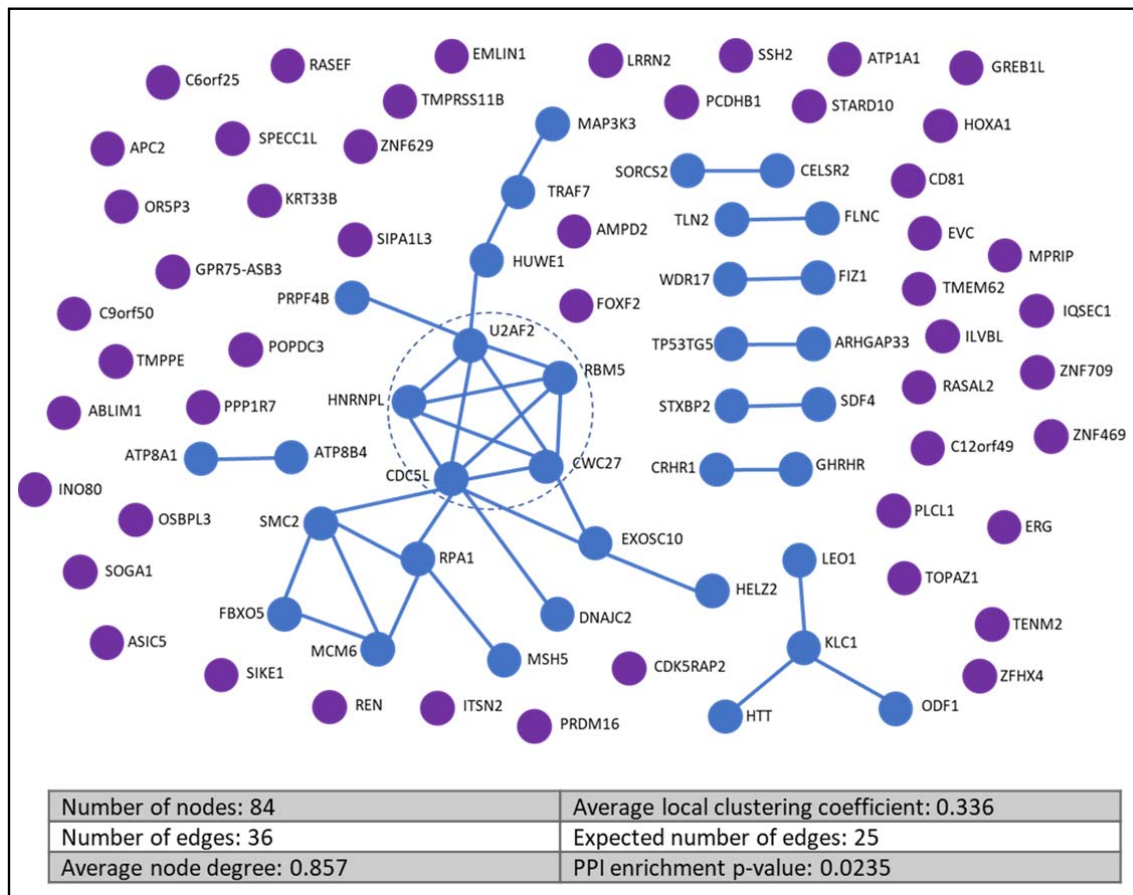 EMLIN1
SSH2
LRRN2
ATP1A1
RASEF
GREB1L
C6orf25
TMPRSS11B
PCDHB1
STARD10
MAP3K3
HOXA1
SPECC1L
ZNF629
APC2
SORCS2
CELSR2
CD81
TRAF7
KRT33B
OR5P3
TLN2
FLNC
AMPD2
EVC
SIPA1L3
MPRIP
HUWE1
GPR75-ASB3
WDR17
FIZ1
TMEM62
PRPF4B
FOXF2
IQSEC1
C9orf50
U2AF2
ILVBL
TP53TG5
ARHGAP33
POPDC3
TMPPE
RBM5
ZNF709
RASAL2
HNRNPL
STXBP2
SDF4
PPP1R7
ABLIM1
ZNF469
C12orf49
ATP8A1
ATP8B4
CWC27
CRHR1
GHRHR
CDC5L
INO80
PLCL1
OSBPL3
SMC2
ERG
EXOSC10
RPA1
LEO1
SOGA1
TOPAZ1
HELZ2
FBXO5
DNAJC2
TENM2
ASIC5
KLC1
MCM6
MSH5
CDK5RAP2
SIKE1
ZFHX4
REN
ITSN2
ODF1
HTT
PRDM16
Number of nodes: 84
Average local clustering coefficient: 0.336
Number of edges: 36
Expected number of edges: 25
Average node degree: 0.857
PPI enrichment p-value: 0.0235